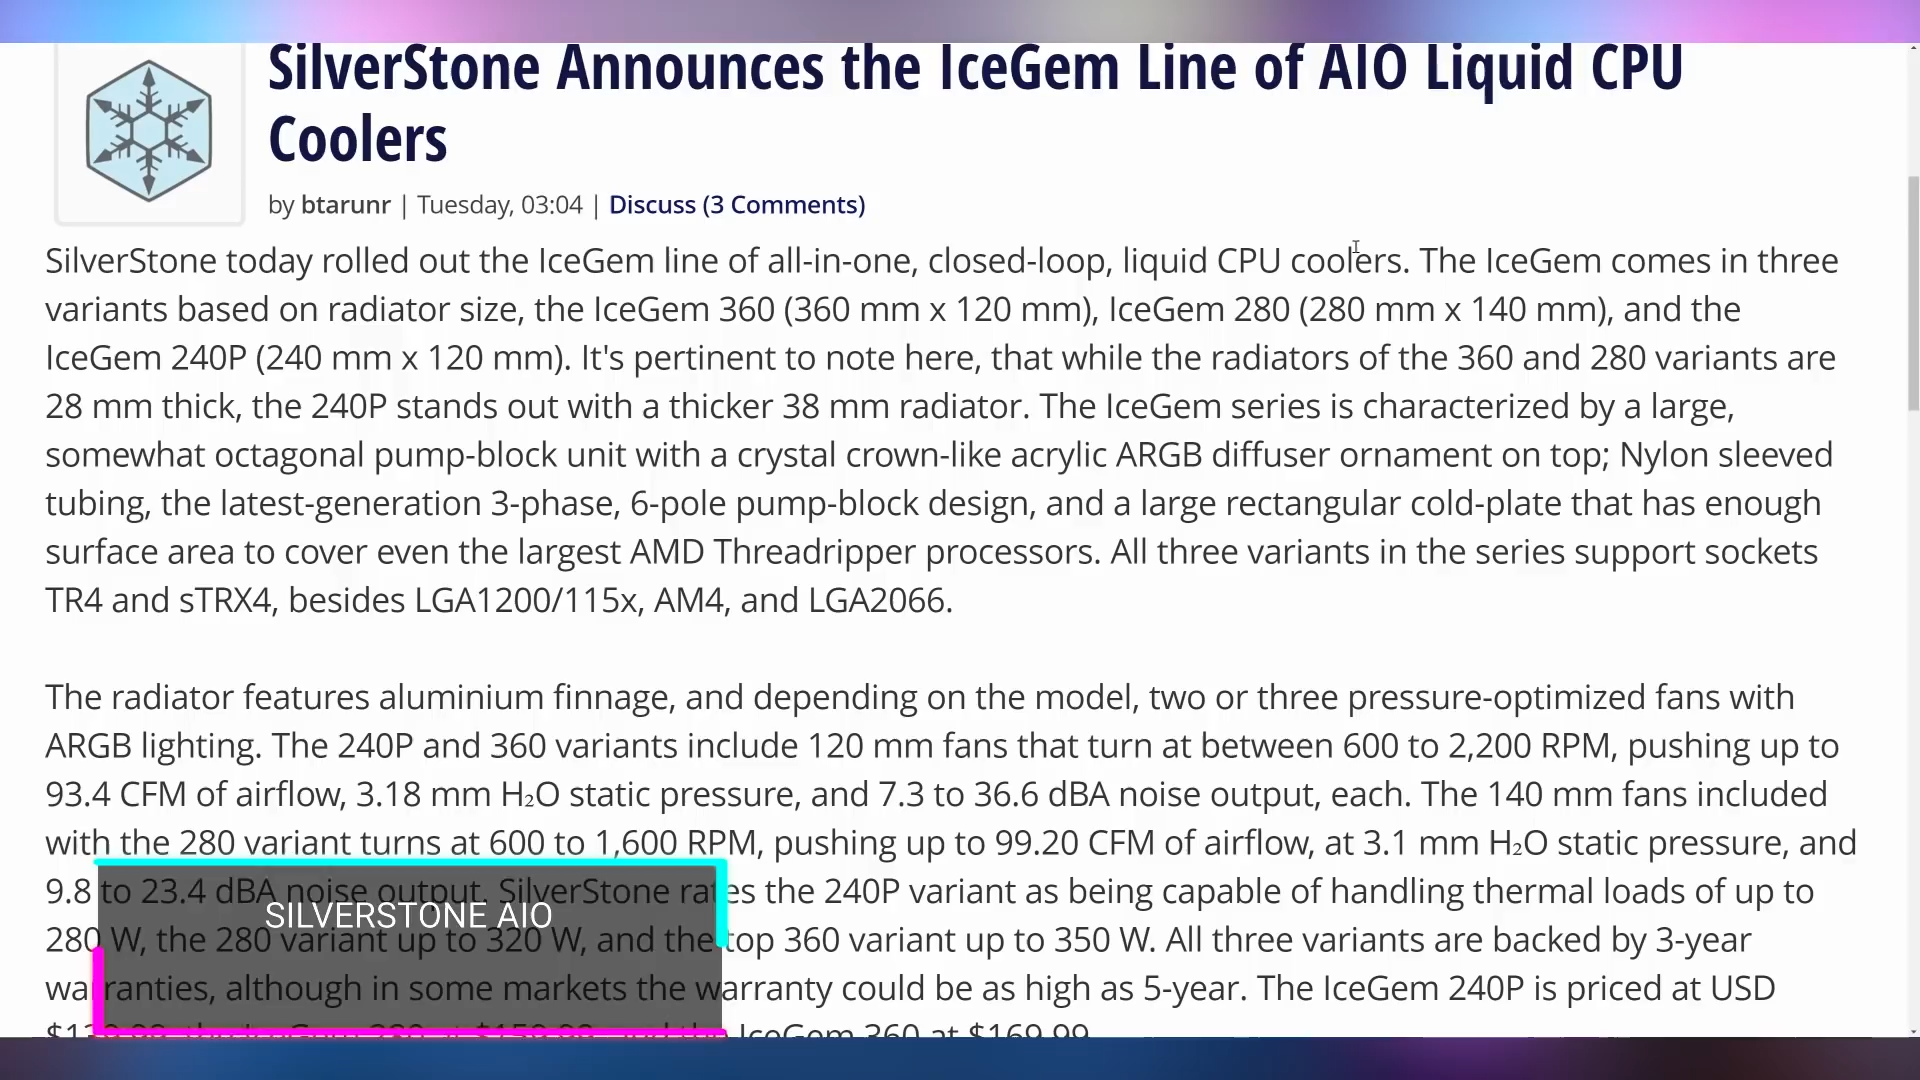 SilverStone Announces the IceGem Line of AIO Liquid CPU
Coolers
by btarunr | Tuesday, 03:04 | Discuss (3 Comments)
SilverStone today rolled out the IceGem line of all-in-one, closed-loop, liquid CPU coolers. The IceGem comes in three
variants based on radiator size, the IceGem 360 (360 mm x 120 mm), IceGem 280 (280 mm x 140 mm), and the
IceGem 240P (240 mm x 120 mm). It's pertinent to note here, that while the radiators of the 360 and 280 variants are
28 mm thick, the 240P stands out with a thicker 38 mm radiator. The IceGem series is characterized by a large,
somewhat octagonal pump-block unit with a crystal crown-like acrylic ARGB diffuser ornament on top; Nylon sleeved
tubing, the latest-generation 3-phase, 6-pole pump-block design, and a large rectangular cold-plate that has enough
surface area to cover even the largest AMD Threadripper processors. All three variants in the series support sockets
TR4 and sTRX4, besides LGA1200/115x, AM4, and LGA2066.
The radiator features aluminium finnage, and depending on the model, two or three pressure-optimized fans with
ARGB lighting. The 240P and 360 variants include 120 mm fans that turn at between 600 to 2,200 RPM, pushing up to
93.4 CFM of airflow, 3.18 mm H₂O static pressure, and 7.3 to 36.6 dBA noise output, each. The 140 mm fans included
with the 280 variant turns at 600 to 1,600 RPM, pushing up to 99.20 CFM of airflow, at 3.1 mm H₂O static pressure, and
9.8 to 23.4 dBA noise output. SilverStone rates the 240P variant as being capable of handling thermal loads of up to
280 W, the 280 variant up to 320 W, and the top 360 variant up to 350 W. All three variants are backed by 3-year
warranties, although in some markets the warranty could be as high as 5-year. The IceGem 240P is priced at USD
the IceGem 280 at $159.99, and the IceGem 360 at $169.99.
SILVERSTONE AIO